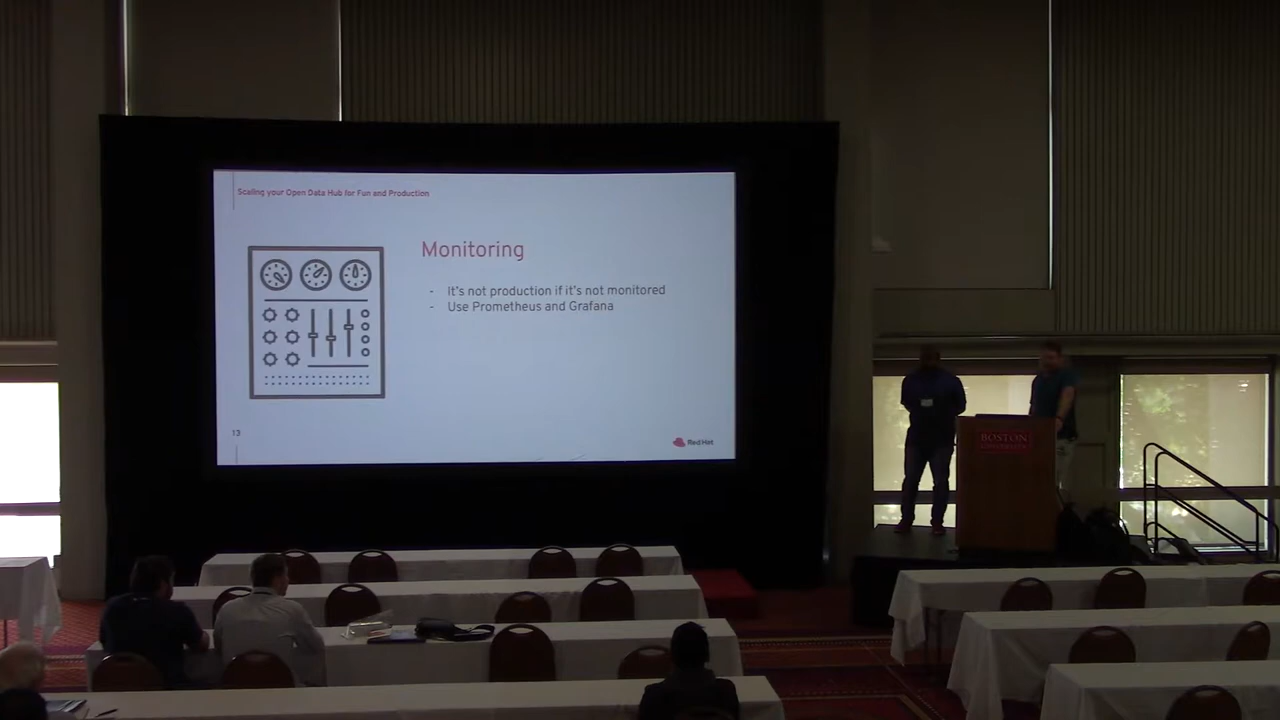 Scaling your Open Data Hub for Fun and Production
Monitoring
- It's not production if it's not monitored
- Use Prometheus and Grafana
13
Red Hat
BOSTON
UNIVERSITY